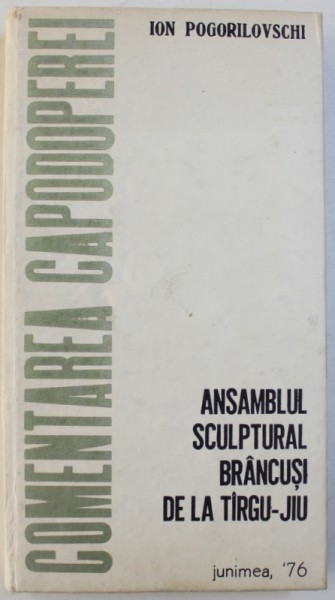 ION POGORILOVSCHI
COMENTAREA CAPODOPEREI
ANSAMBLUL
SCULPTURAL
BRÂNCUȘI
DE LA TÎRGU-JIU
junimea, '76